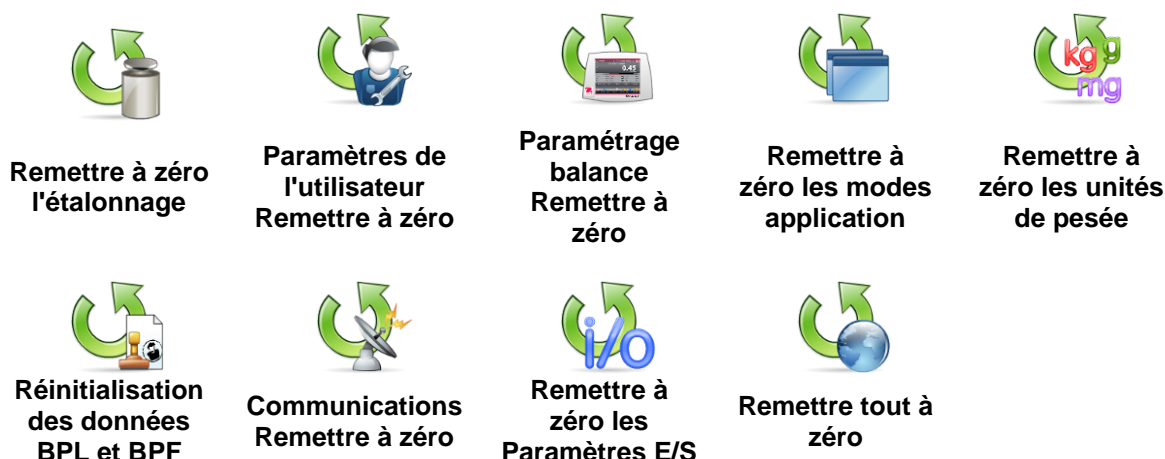 kg g
mg
0.45
Remettre à zéro
l'étalonnage
Paramètres de
l'utilisateur
Remettre à zéro
Paramétrage
balance
Remettre à
zéro
Remettre à
zéro les modes
application
Remettre à
zéro les unités
de pesée
i/o
Réinitialisation
des données
BPL et BPF
Communications
Remettre à zéro
Remettre à
zéro les
Paramètres E/S
Remettre tout à
zéro